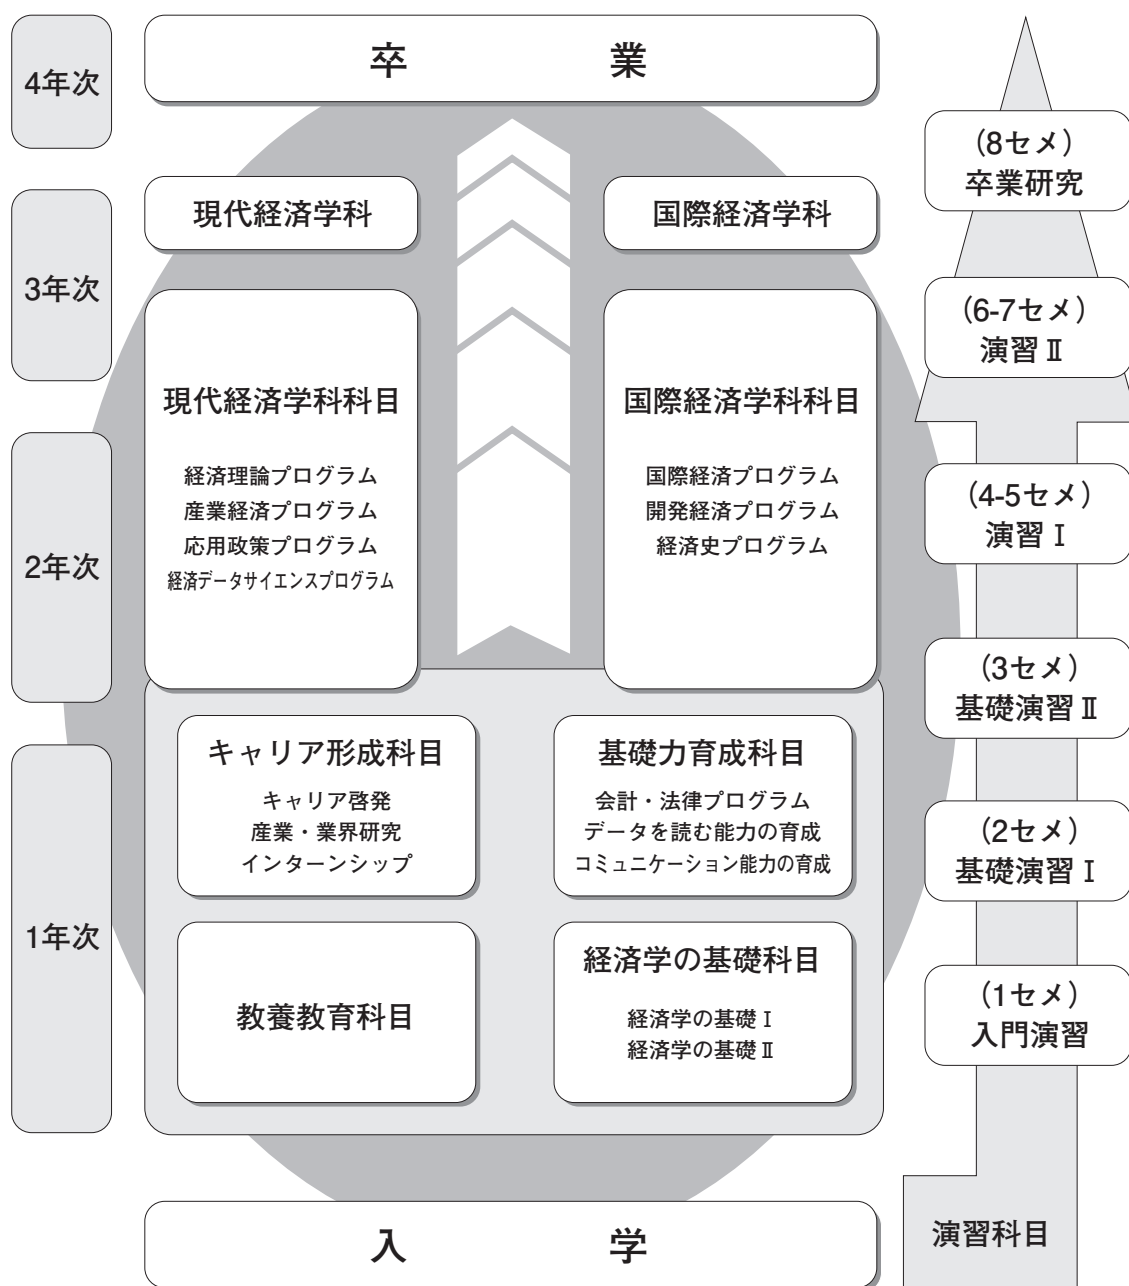 4年次
3年次
2年次
1年次
卒業
現代経済学科
国際経済学科
現代経済学科科目
経済理論プログラム
産業経済プログラム
応用政策プログラム
経済データサイエンスプログラム
国際経済学科科目
国際経済プログラム
開発経済プログラム
経済史プログラム
キャリア形成科目
キャリア啓発
産業・業界研究
インターンシップ
基礎力育成科目
会計・法律プログラム
データを読む能力の育成
コミュニケーション能力の育成
教養教育科目
経済学の基礎科目
経済学の基礎Ⅰ
経済学の基礎Ⅱ
入学
(8セメ)
卒業研究
(6-7セメ)
演習Ⅱ
(4-5セメ)
演習Ⅰ
(3セメ)
基礎演習Ⅱ
(2セメ)
基礎演習Ⅰ
(1セメ)
入門演習
演習科目